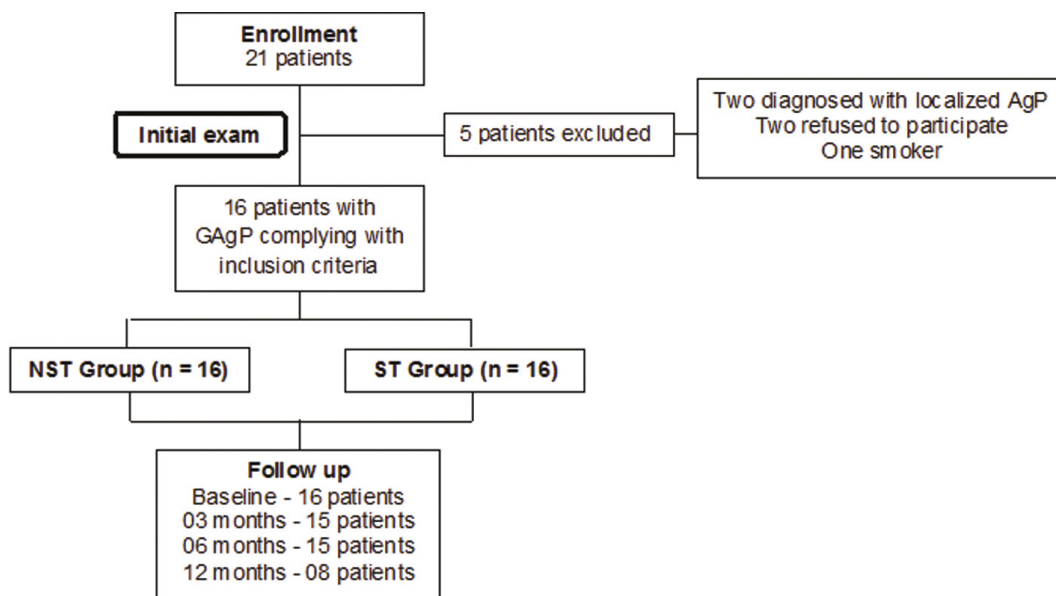 Enrollment
21 patients
Initial exam
5 patients excluded
Two diagnosed with localized AgP
Two refused to participate
One smoker
16 patients with
GAgP complying with
inclusion criteria
NST Group (n = 16)
ST Group (n = 16)
Follow up
Baseline - 16 patients
03 months - 15 patients
06 months - 15 patients
12 months - 08 patients